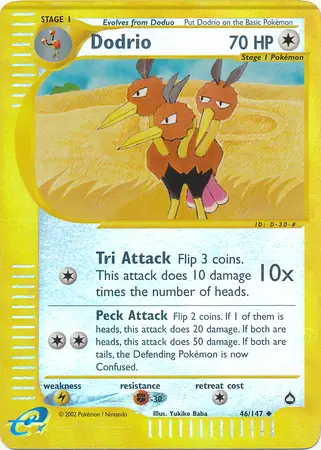 STAGE 1
Evolves from Doduo Put Dodrio on the Basic Pokémon
Dodrio 70 HP
Stage 1 Pokémon
ID: D-30-#
Tri Attack Flip 3 coins.
This attack does 10 damage
times the number of heads.
10x
Peck Attack Flip 2 coins. If 1 of them is
heads, this attack does 20 damage. If both are
heads, this attack does 50 damage. If both are
tails, the Defending Pokémon is now
Confused.
weakness resistance retreat cost
-30
e
© 2002 Pokémon / Nintendo Illus. Yukiko Baba 46/147